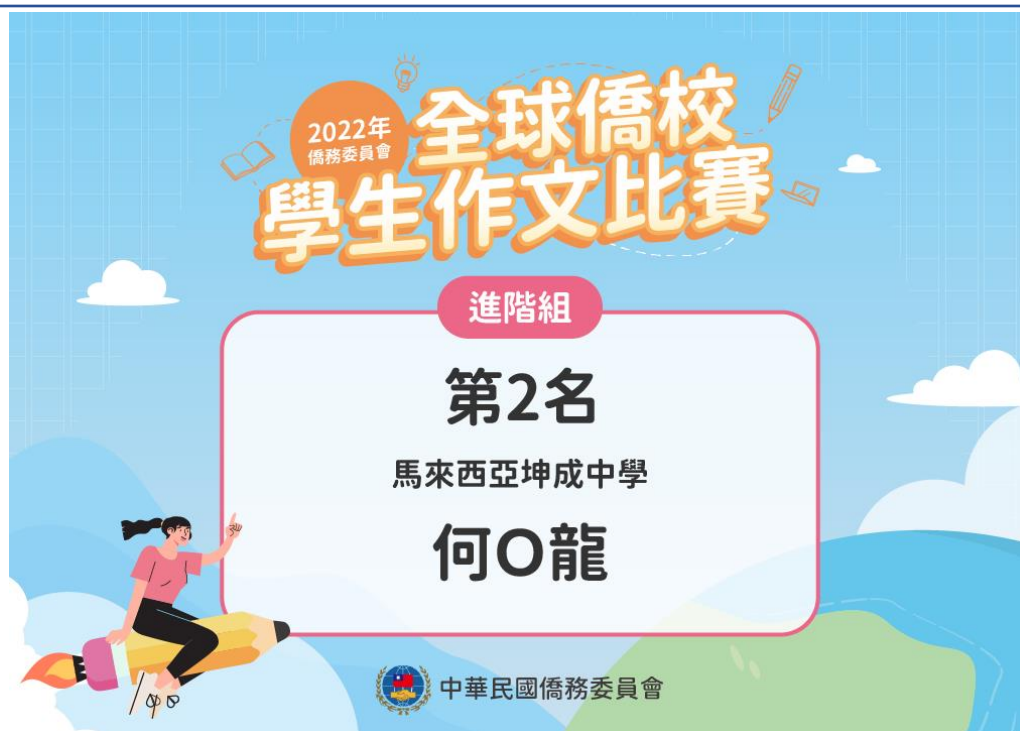 2022年
僑務委員會
全球僑校
學生作文比賽
進階組
第2名
馬來西亞坤成中學
何O龍
中華民國僑務委員會